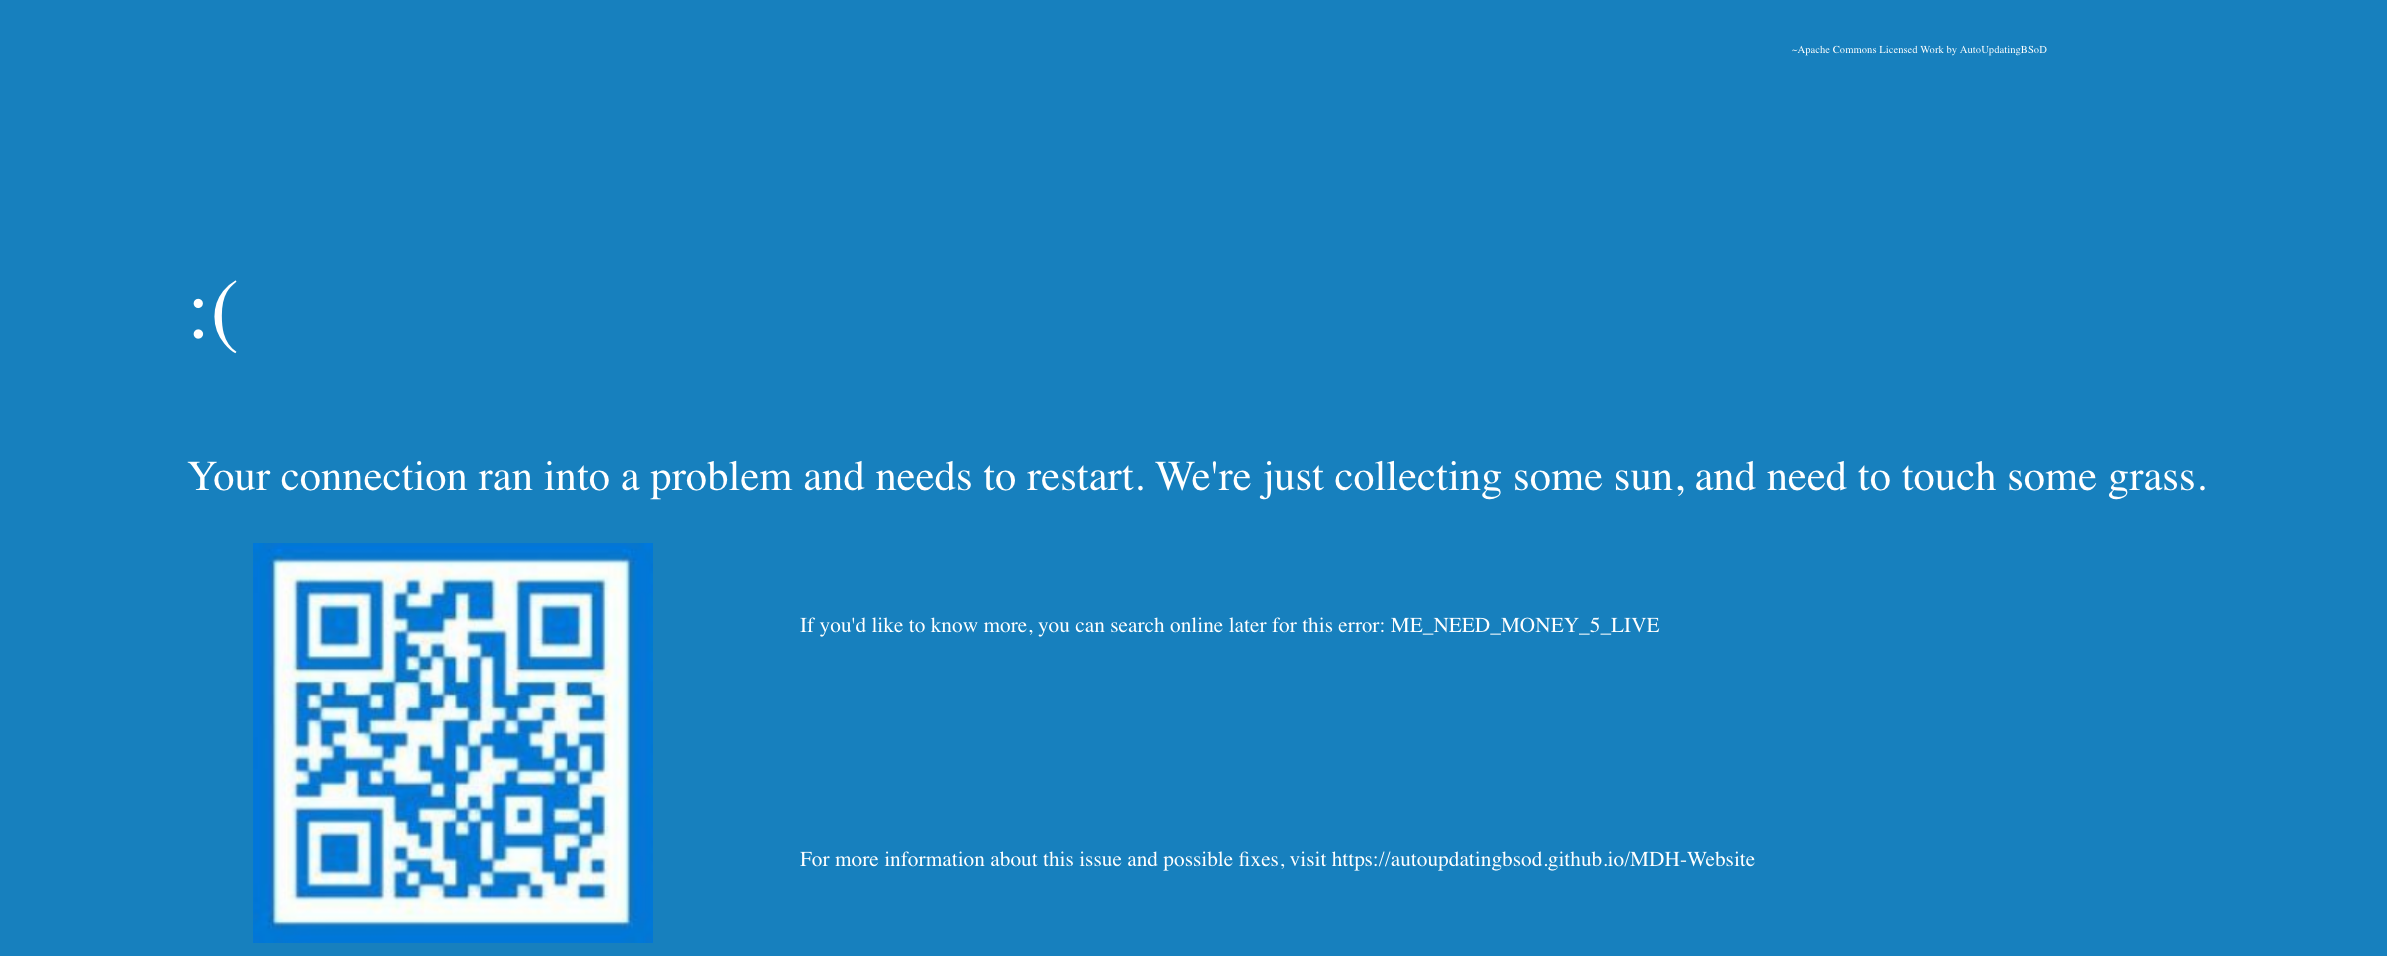 ~Apache Commons Licensed Work by AutoUpdatingBSoD
:(
Your connection ran into a problem and needs to restart. We're just collecting some sun, and need to touch some grass.
If you'd like to know more, you can search online later for this error: ME_NEED_MONEY_5_LIVE
For more information about this issue and possible fixes, visit https://autoupdatingbsod.github.io/MDH-Website